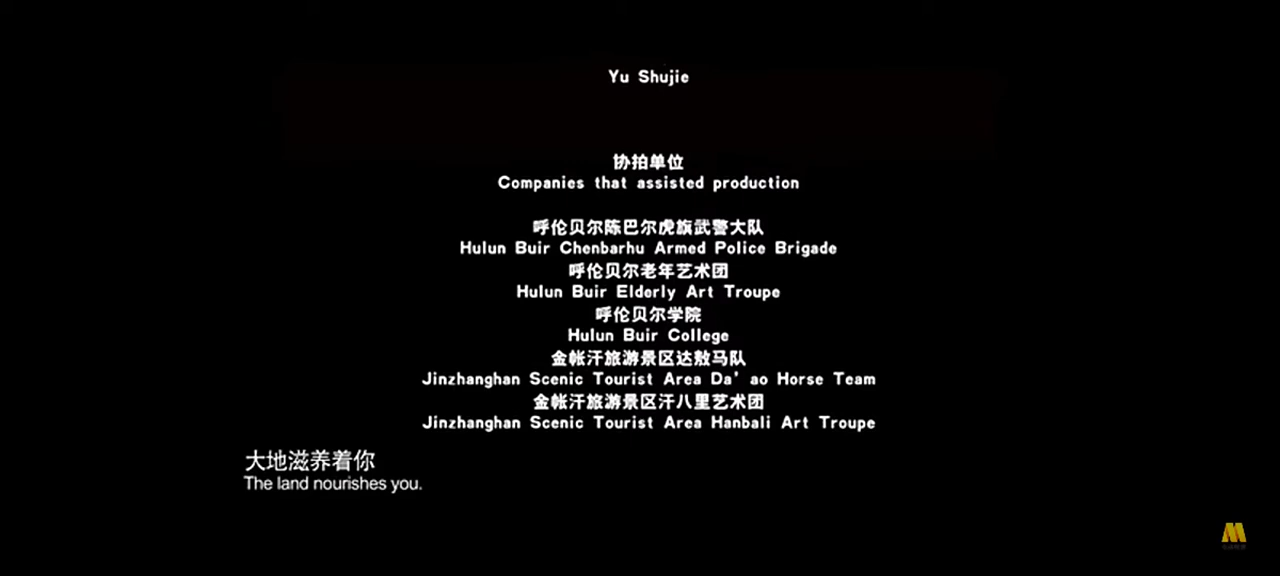 Yu Shujie
协拍单位
Companies that assisted production
呼伦贝尔陈巴尔虎旗武警大队
Hulun Buir Chenbarhu Armed Police Brigade
呼伦贝尔老年艺术团
Hulun Buir Elderly Art Troupe
呼伦贝尔学院
Hulun Buir College
金帐汗旅游景区达敖马队
Jinzhanghan Scenic Tourist Area Da' ao Horse Team
金帐汗旅游景区汗八里艺术团
Jinzhanghan Scenic Tourist Area Hanbali Art Troupe
大地滋养着你
The land nourishes you.